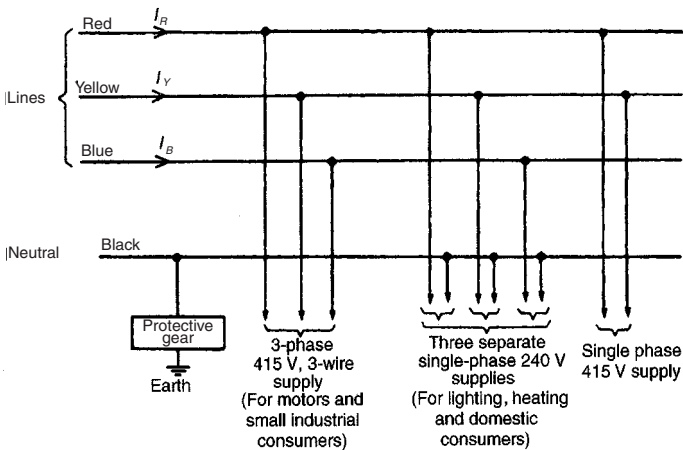 Red
I_R
Lines
Yellow
I_Y
Blue
I_B
Neutral
Black
Protective
gear
Earth
3-phase
415 V, 3-wire
supply
(For motors and
small industrial
consumers)
Three separate
single-phase 240 V
supplies
(For lighting, heating
and domestic
consumers)
Single phase
415 V supply